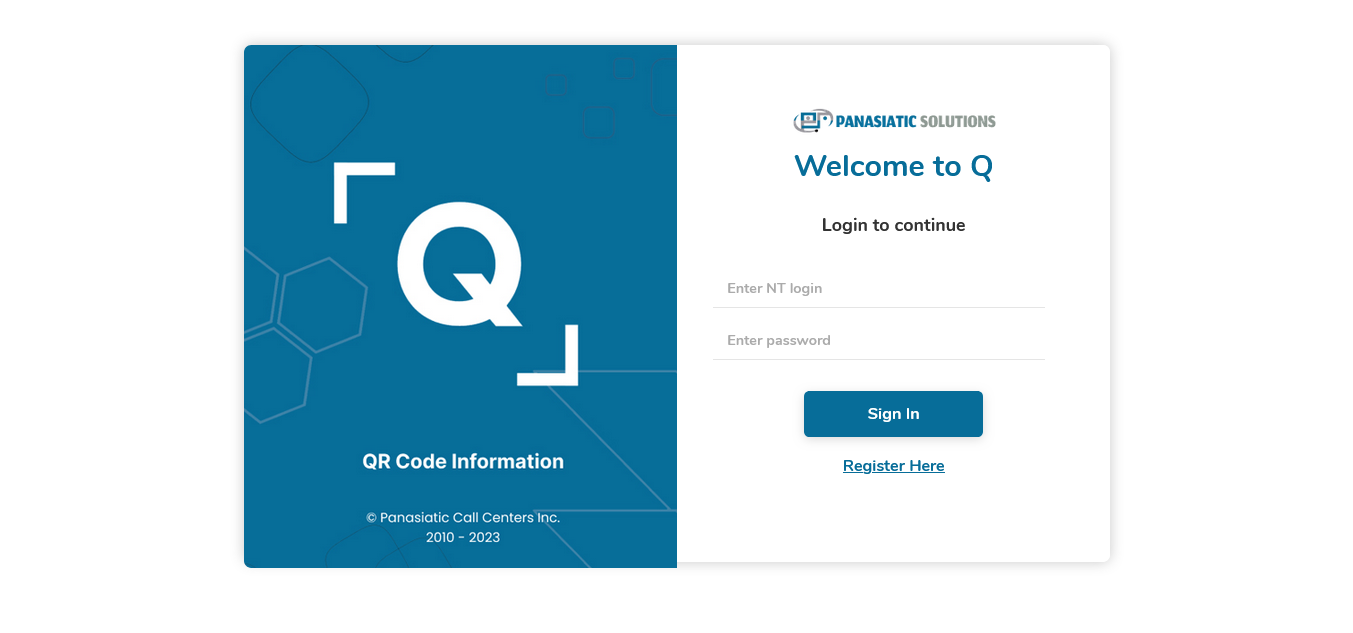 Q
QR Code Information
© Panasiatic Call Centers Inc.
2010 - 2023
PANASIATIC SOLUTIONS
Welcome to Q
Login to continue
Enter NT login
Enter password
Sign In
Register Here